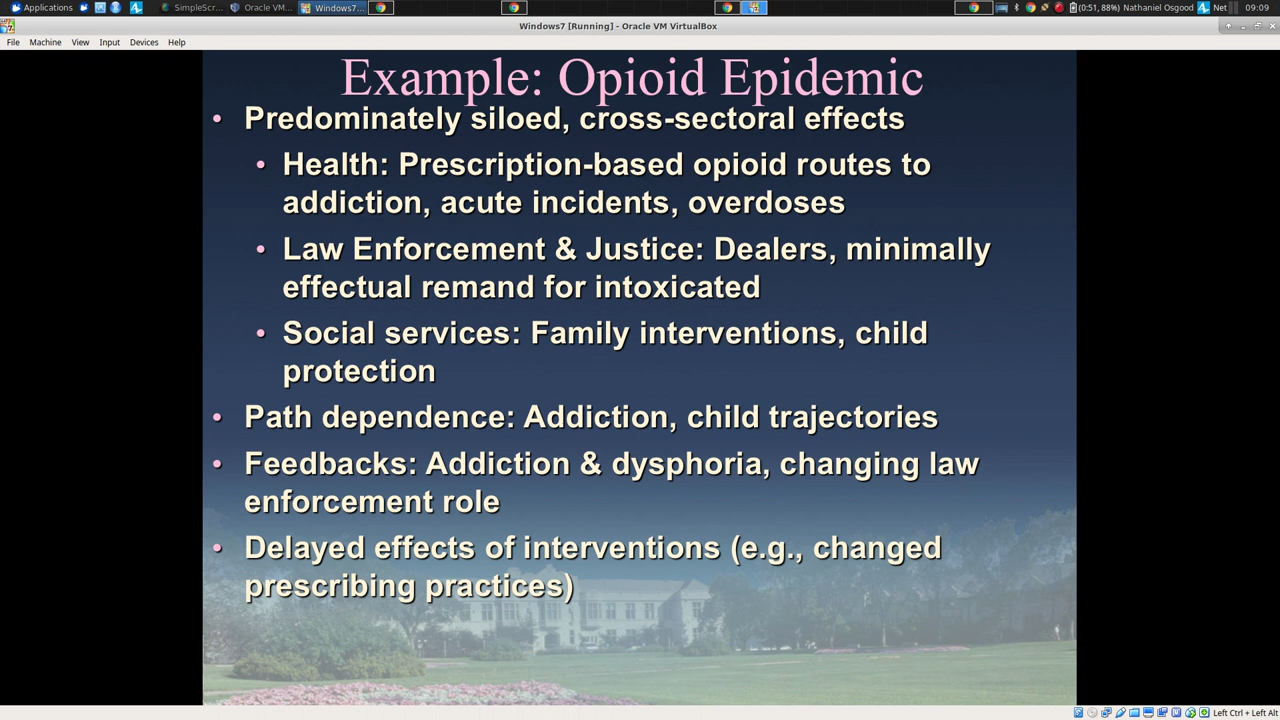 Applications
SimpleScr...
Oracle VM...
Windows7...
(0:51, 88%) Nathaniel Osgood
Net
09:09
Windows7 [Running] - Oracle VM VirtualBox
File Machine View Input Devices Help
Example: Opioid Epidemic
• Predominately siloed, cross-sectoral effects
• Health: Prescription-based opioid routes to
addiction, acute incidents, overdoses
• Law Enforcement & Justice: Dealers, minimally
effectual remand for intoxicated
• Social services: Family interventions, child
protection
• Path dependence: Addiction, child trajectories
• Feedbacks: Addiction & dysphoria, changing law
enforcement role
• Delayed effects of interventions (e.g., changed
prescribing practices)
Left Ctrl + Left Alt